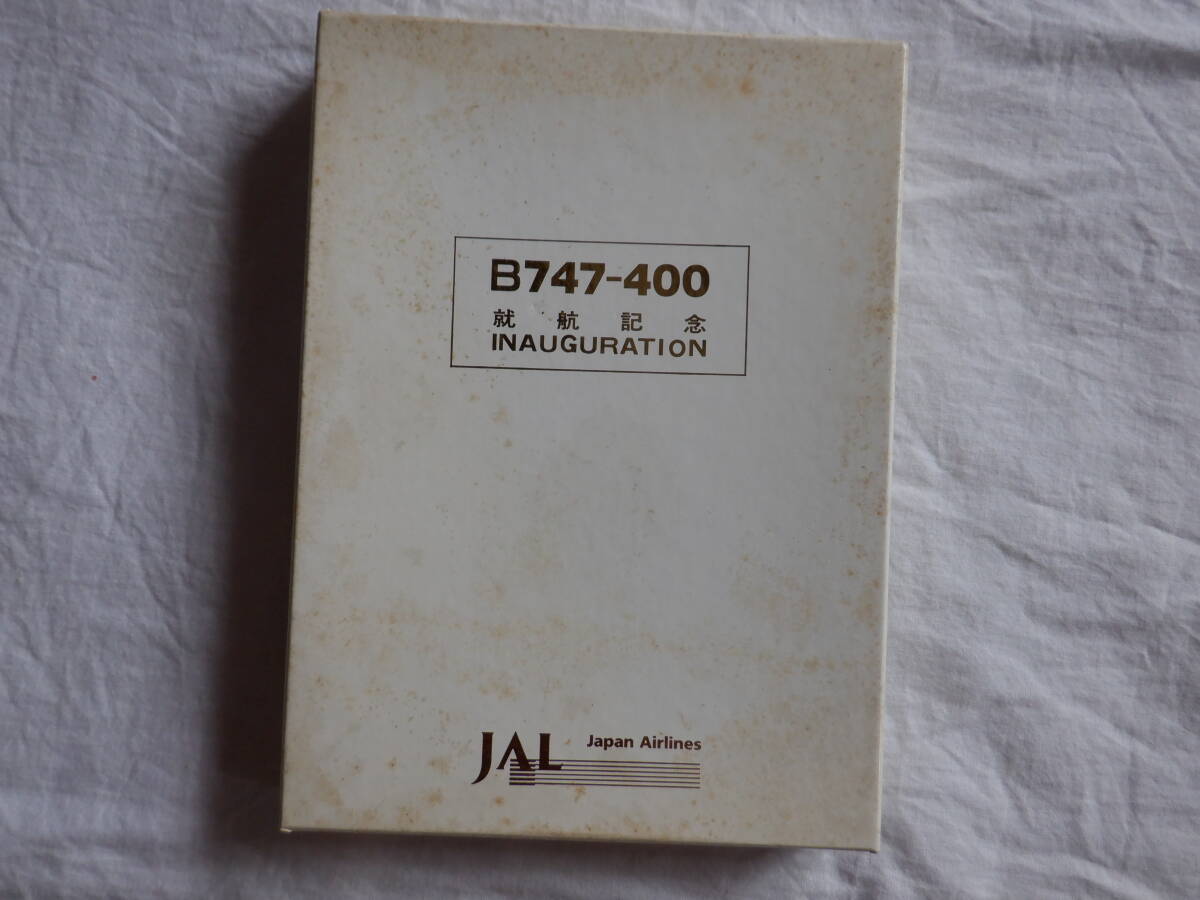 B747-400
就航記念
INAUGURATION
JAL Japan Airlines